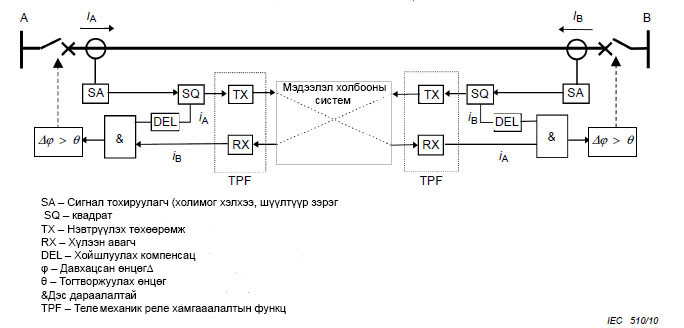 A
I_A
I_B
B
SA
SQ
TX
Мэдээлэл холбооны
систем
TX
SQ
SA
DEL
i_A
i_B
DEL
Δφ > θ
&
RX
RX
&
Δφ > θ
i_B
i_A
TPF
TPF
SA – Сигнал тохируулагч (холимог хэлхээ, шүүлтүүр зэрэг
SQ – квадрат
TX – Нэвтрүүлэх төхөөрөмж
RX – Хүлээн авагч
DEL – Хойшлуулах компенсац
φ – Давхацсан өнцөгΔ
θ – Тогтворжуулах өнцөг
&Дэс дараалалтай
TPF – Теле механик реле хамгааалалтын функц
IEC 510/10